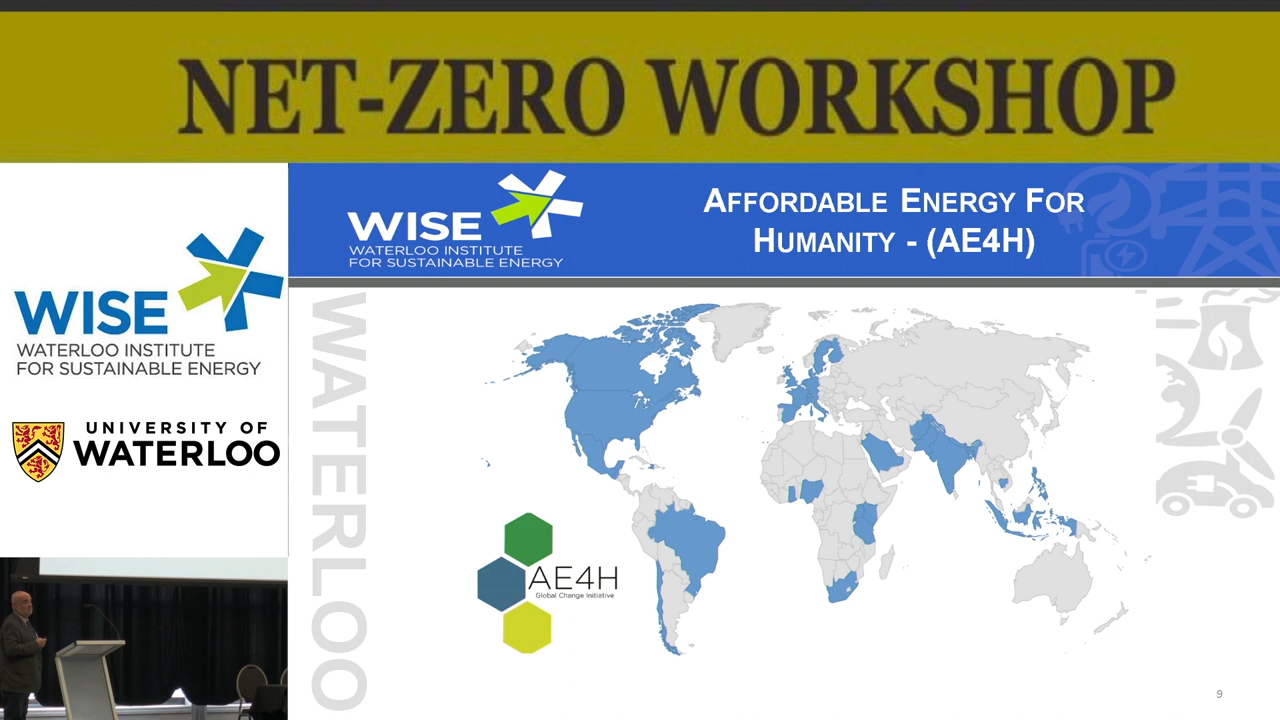 NET-ZERO WORKSHOP
WISE
WATERLOO INSTITUTE
FOR SUSTAINABLE ENERGY
UNIVERSITY OF
WATERLOO
WISE
WATERLOO INSTITUTE
FOR SUSTAINABLE ENERGY
AFFORDABLE ENERGY FOR
HUMANITY - (AE4H)
WATERLOO
AE4H
Global Change Initiative
9